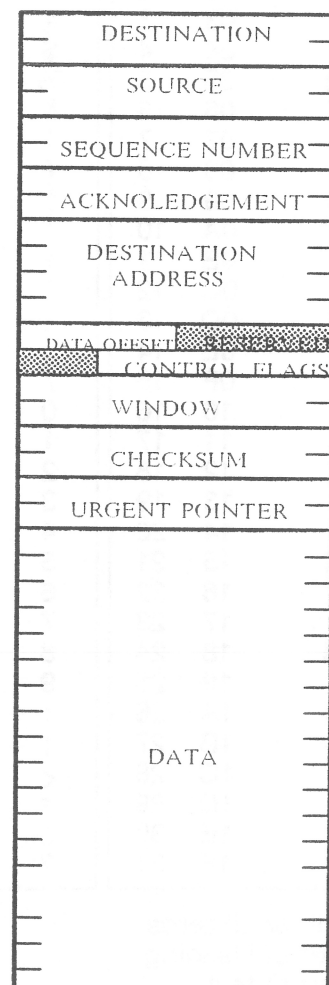 DESTINATION
SOURCE
SEQUENCE NUMBER
ACKNOLEDGEMENT
DESTINATION
ADDRESS
DATA OFFSET RESERVED
CONTROL FLAGS
WINDOW
CHECKSUM
URGENT POINTER
DATA